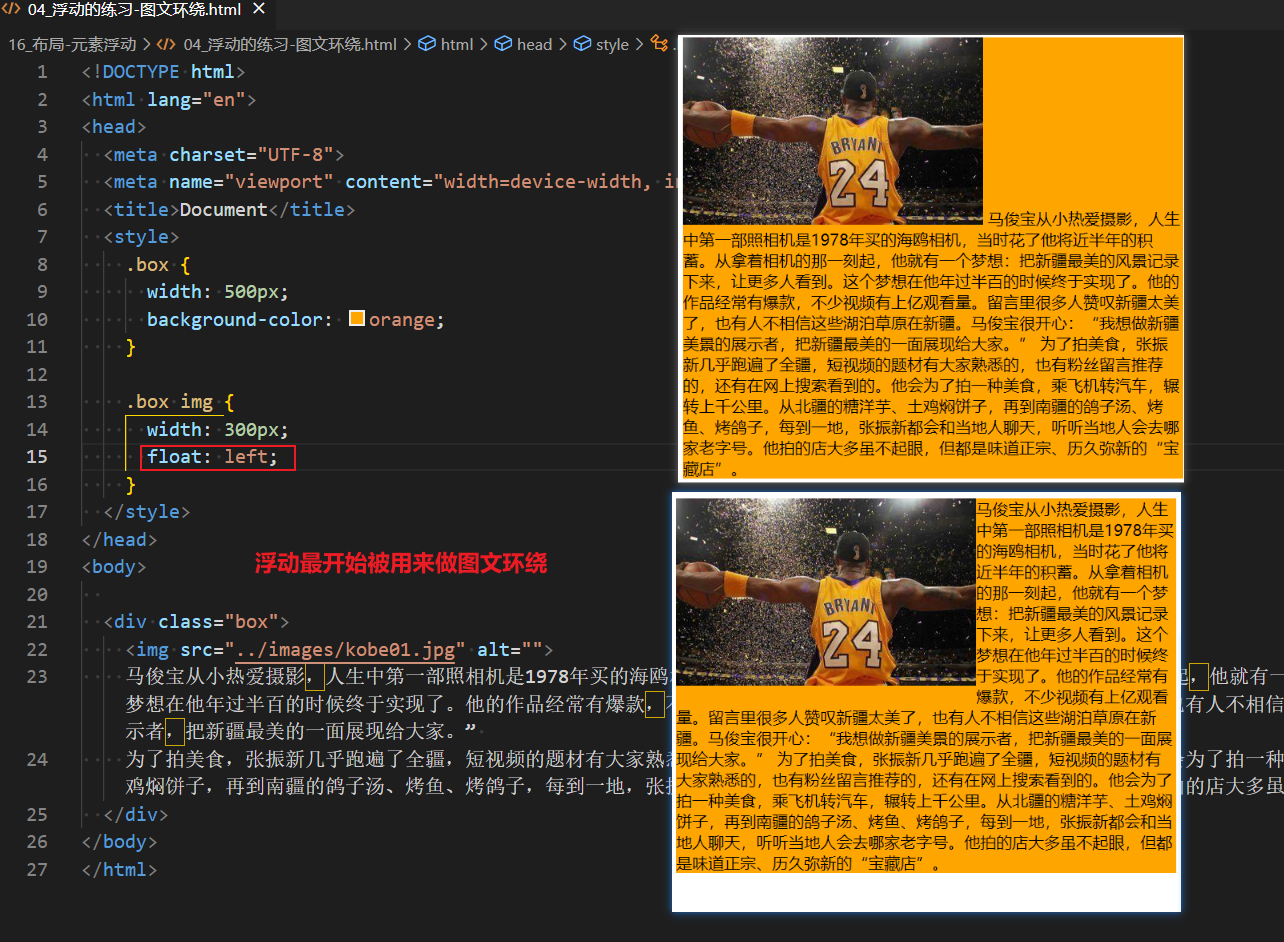 04_浮动的练习-图文环绕.html ×
16_布局-元素浮动 > 04_浮动的练习-图文环绕.html > html > head > style >
1 <!DOCTYPE html>
2 <html lang="en">
3 <head>
4 <meta charset="UTF-8">
5 <meta name="viewport" content="width=device-width,
6 <title>Document</title>
7 <style>
8 .box {
9 width: 500px;
10 background-color: orange;
11 }
12
13 .box img {
14 width: 300px;
15 float: left;
16 }
17 </style>
18 </head>
19 <body>
浮动最开始被用来做图文环绕
20
21 <div class="box">
22 <img src="../images/kobe01.jpg" alt="">
23 马俊宝从小热爱摄影，人生中第一部照相机是1978年买的海鸥 ，他就有一
梦想在他年过半百的时候终于实现了。他的作品经常有爆款， 有人不相信
示者，把新疆最美的一面展现给大家。”
24 为了拍美食，张振新几乎跑遍了全疆，短视频的题材有大家熟 为了拍一种
鸡焖饼子，再到南疆的鸽子汤、烤鱼、烤鸽子，每到一地，张 的店大多虽
25 </div>
26 </body>
27 </html>
BRYANT
24
马俊宝从小热爱摄影，人生
中第一部照相机是1978年买的海鸥相机，当时花了他将近半年的积
蓄。从拿着相机的那一刻起，他就有一个梦想：把新疆最美的风景记录
下来，让更多人看到。这个梦想在他年过半百的时候终于实现了。他的
作品经常有爆款，不少视频有上亿观看量。留言里很多人赞叹新疆太美
了，也有人不相信这些湖泊草原在新疆。马俊宝很开心：“我想做新疆
美景的展示者，把新疆最美的一面展现给大家。” 为了拍美食，张振
新几乎跑遍了全疆，短视频的题材有大家熟悉的，也有粉丝留言推荐
的，还有在网上搜索看到的。他会为了拍一种美食，乘飞机转汽车，辗
转上千公里。从北疆的糖洋芋、土鸡焖饼子，再到南疆的鸽子汤、烤
鱼、烤鸽子，每到一地，张振新都会和当地人聊天，听听当地人会去哪
家老字号。他拍的店大多虽不起眼，但都是味道正宗、历久弥新的“宝
藏店”。
BRYANT
24
马俊宝从小热爱摄影，人生
中第一部照相机是1978年买
的海鸥相机，当时花了他将
近半年的积蓄。从拿着相机
的那一刻起，他就有一个梦
想：把新疆最美的风景记录
下来，让更多人看到。这个
梦想在他年过半百的时候终
于实现了。他的作品经常有
爆款，不少视频有上亿观看
量。留言里很多人赞叹新疆太美了，也有人不相信这些湖泊草原在新
疆。马俊宝很开心：“我想做新疆美景的展示者，把新疆最美的一面展
现给大家。” 为了拍美食，张振新几乎跑遍了全疆，短视频的题材有
大家熟悉的，也有粉丝留言推荐的，还有在网上搜索看到的。他会为了
拍一种美食，乘飞机转汽车，辗转上千公里。从北疆的糖洋芋、土鸡焖
饼子，再到南疆的鸽子汤、烤鱼、烤鸽子，每到一地，张振新都会和当
地人聊天，听听当地人会去哪家老字号。他拍的店大多虽不起眼，但都
是味道正宗、历久弥新的“宝藏店”。